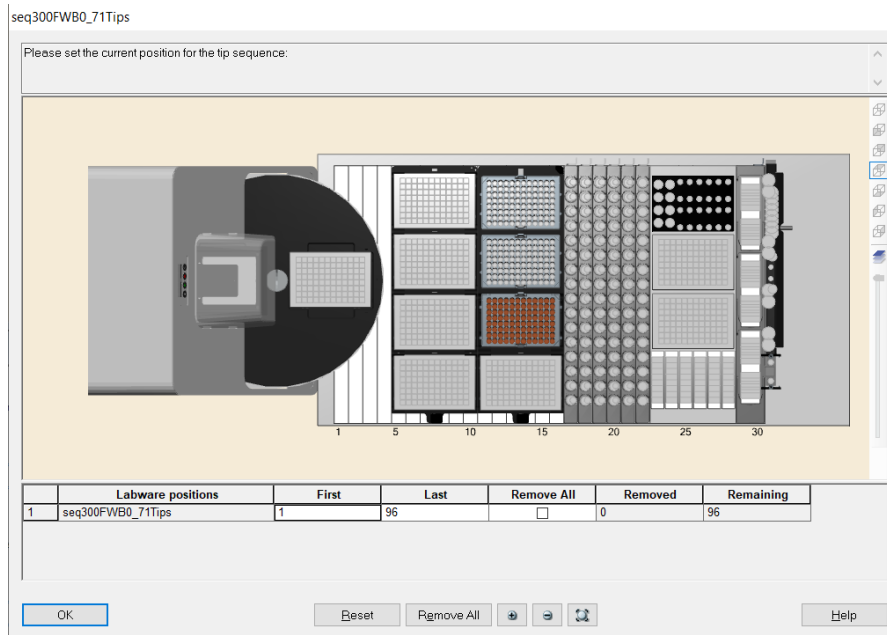 seq300FWB0_71Tips
Please set the current position for the tip sequence:
1 5 10 15 20 25 30
Labware positions First Last Remove All Removed Remaining
1 seq300FWB0_71Tips 1 96 0 96
OK Reset Remove All Help